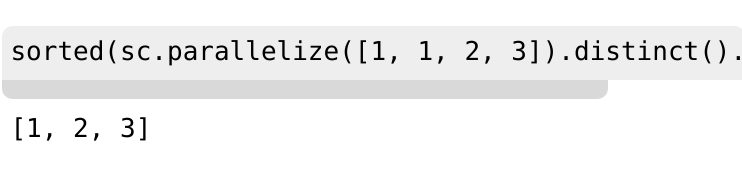 sorted(sc.parallelize([1, 1, 2, 3]).distinct().
[1, 2, 3]